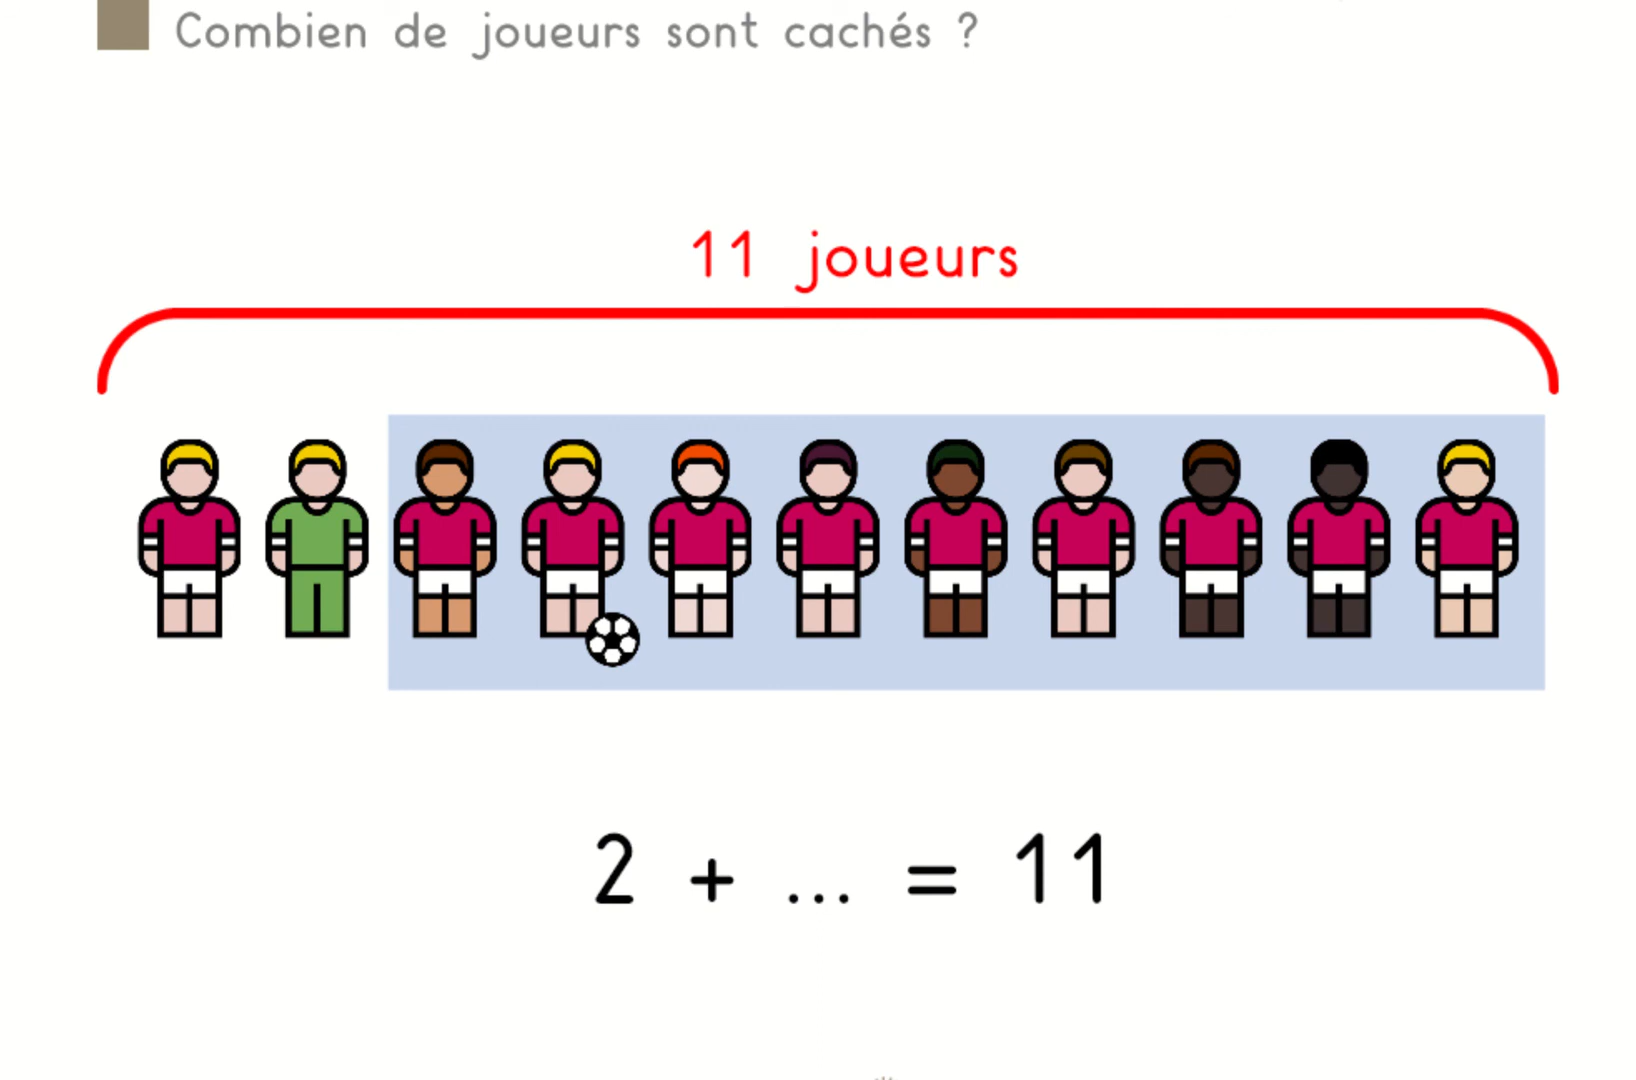 Combien de joueurs sont cachés ?
11 joueurs
2 + ... = 11